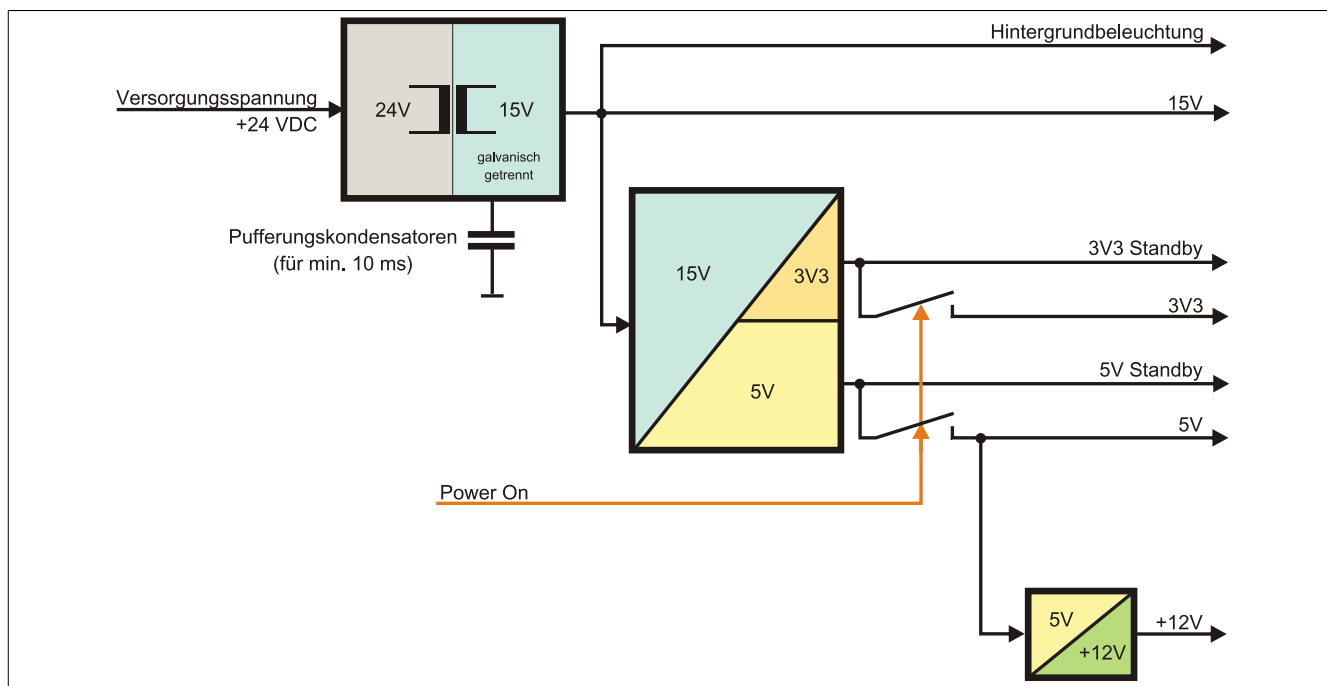 Hintergrundbeleuchtung
Versorgungsspannung
+24 VDC
24V
15V
galvanisch
getrennt
15V
Pufferungskondensatoren
(für min. 10 ms)
15V
3V3
5V
3V3 Standby
3V3
5V Standby
5V
Power On
5V
+12V
+12V